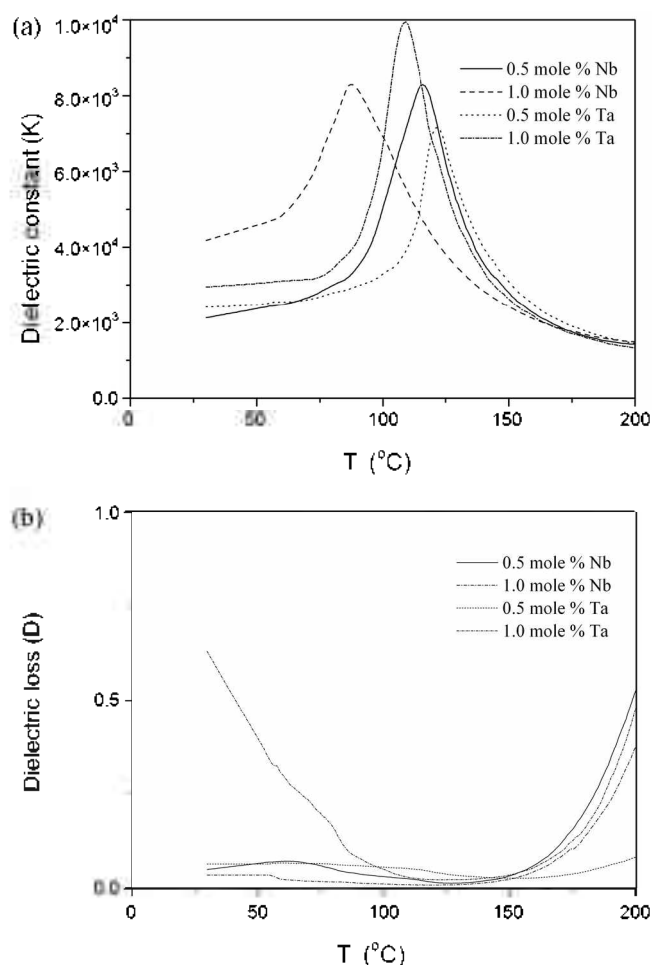 (a)
1.0×10⁴
8.0×10³
6.0×10³
4.0×10⁴
2.0×10³
0.0
Dielectric constant (K)
0.5 mole % Nb
1.0 mole % Nb
0.5 mole % Ta
1.0 mole % Ta
0 50 100 150 200
T (°C)
(b)
1.0
0.5
0.0
Dielectric loss (D)
0.5 mole % Nb
1.0 mole % Nb
0.5 mole % Ta
1.0 mole % Ta
0 50 100 150 200
T (°C)